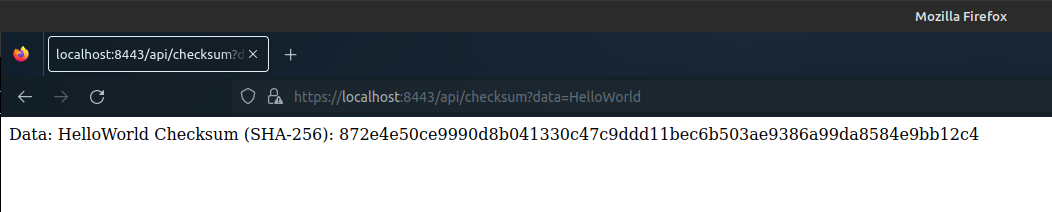 Mozilla Firefox
localhost:8443/api/checksum?d
https://localhost:8443/api/checksum?data=HelloWorld
Data: HelloWorld Checksum (SHA-256): 872e4e50ce9990d8b041330c47c9ddd11bec6b503ae9386a99da8584e9bb12c4